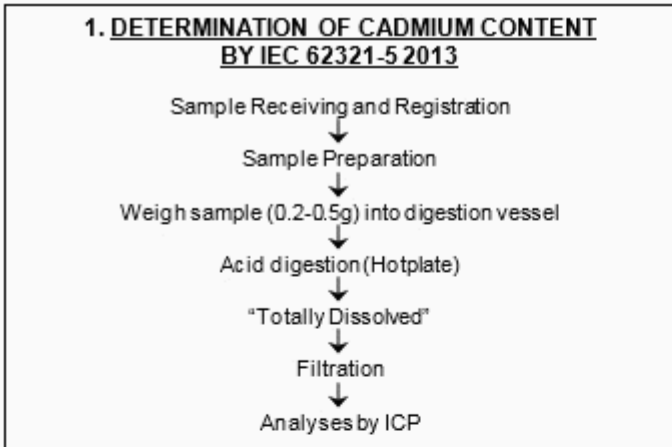 1. DETERMINATION OF CADMIUM CONTENT
BY IEC 62321-5 2013
Sample Receiving and Registration
Sample Preparation
Weigh sample (0.2-0.5g) into digestion vessel
Acid digestion (Hotplate)
“Totally Dissolved”
Filtration
Analyses by ICP